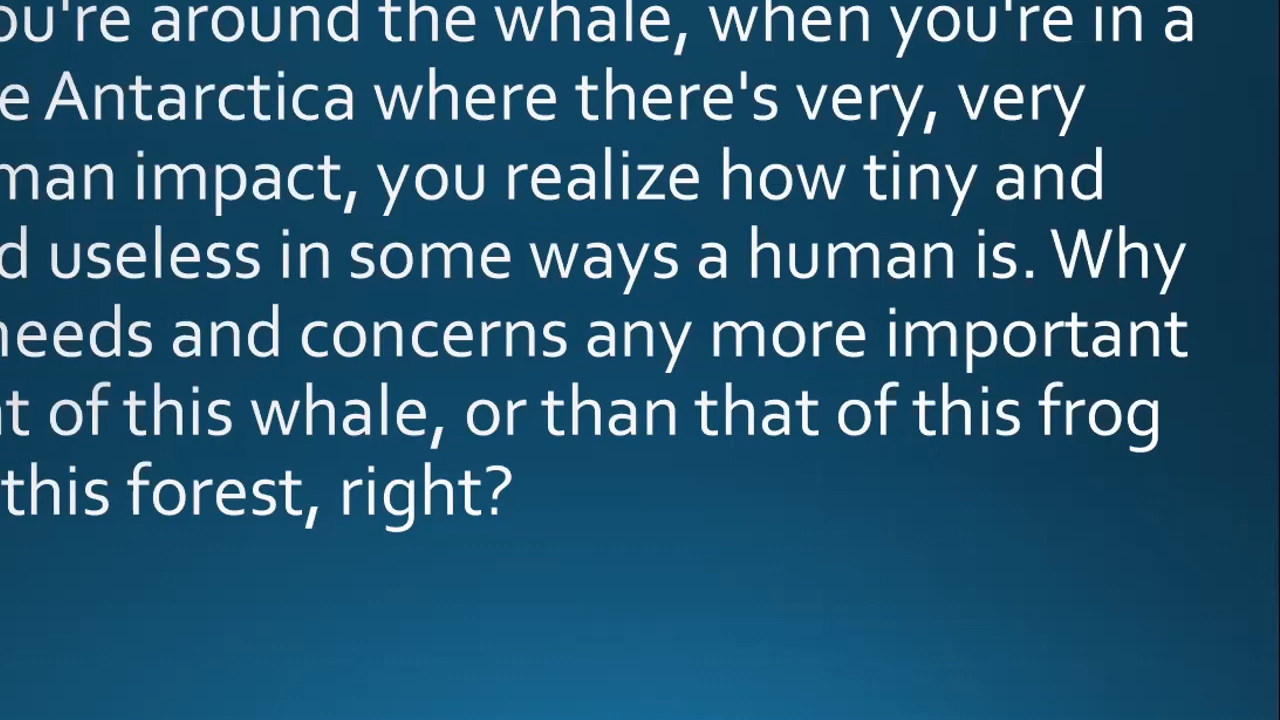 ou're around the whale, when you're in a
e Antarctica where there's very, very
man impact, you realize how tiny and
d useless in some ways a human is. Why
needs and concerns any more important
t of this whale, or than that of this frog
this forest, right?